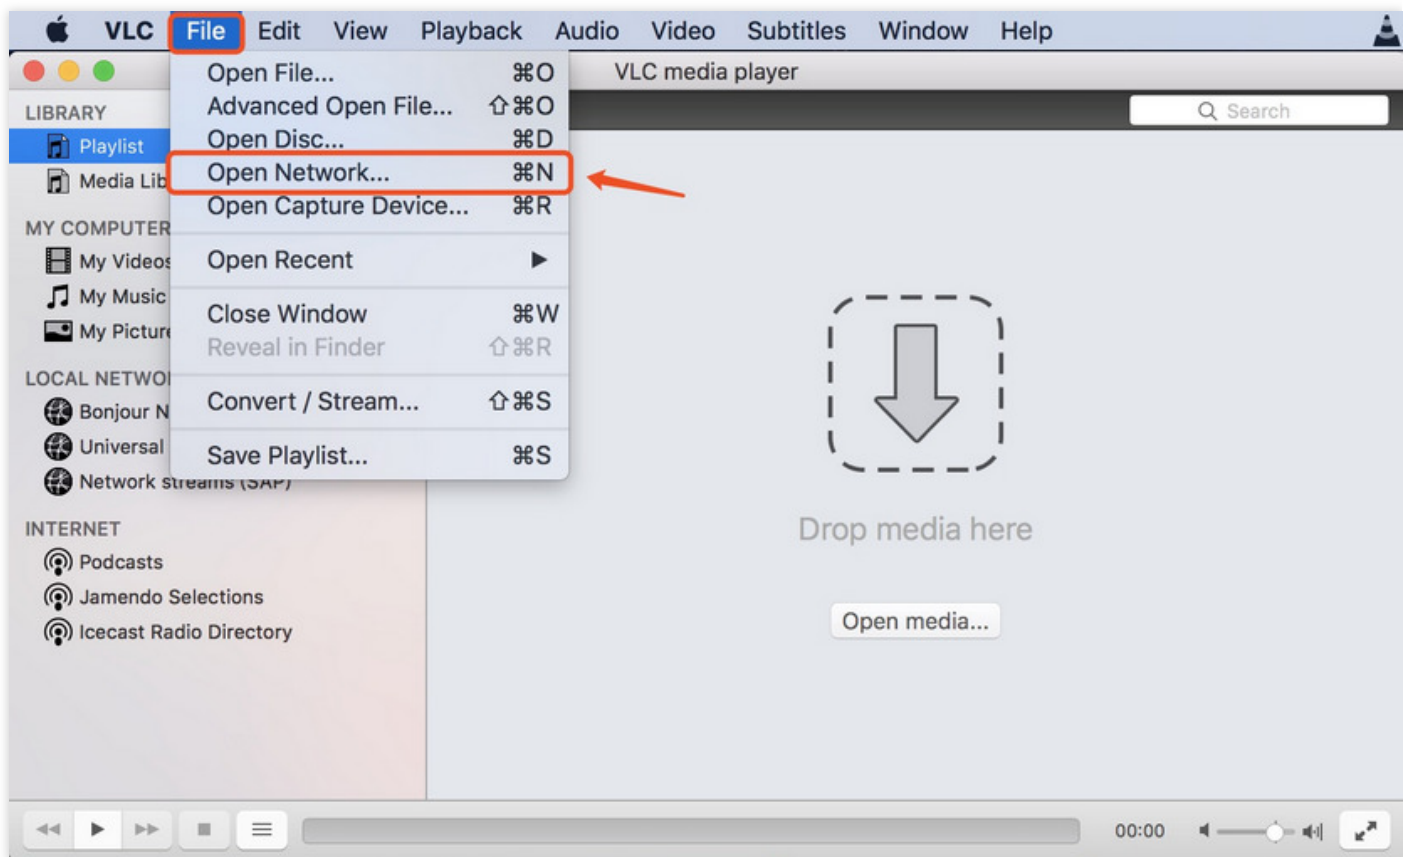 VLC File Edit View Playback Audio Video Subtitles Window Help
VLC media player
Search
Open File... ⌘O
Advanced Open File... ⇧⌘O
Open Disc... ⌘D
Open Network... ⌘N
Open Capture Device... ⌘R
Open Recent ▶
Close Window ⌘W
Reveal in Finder ⇧⌘R
Convert / Stream... ⇧⌘S
Save Playlist... ⌘S
LIBRARY
Playlist
Media Lib
MY COMPUTER
My Videos
My Music
My Picture
LOCAL NETWO
Bonjour N
Universal
Network streams (SAP)
INTERNET
Podcasts
Jamendo Selections
Icecast Radio Directory
Drop media here
Open media...
00:00